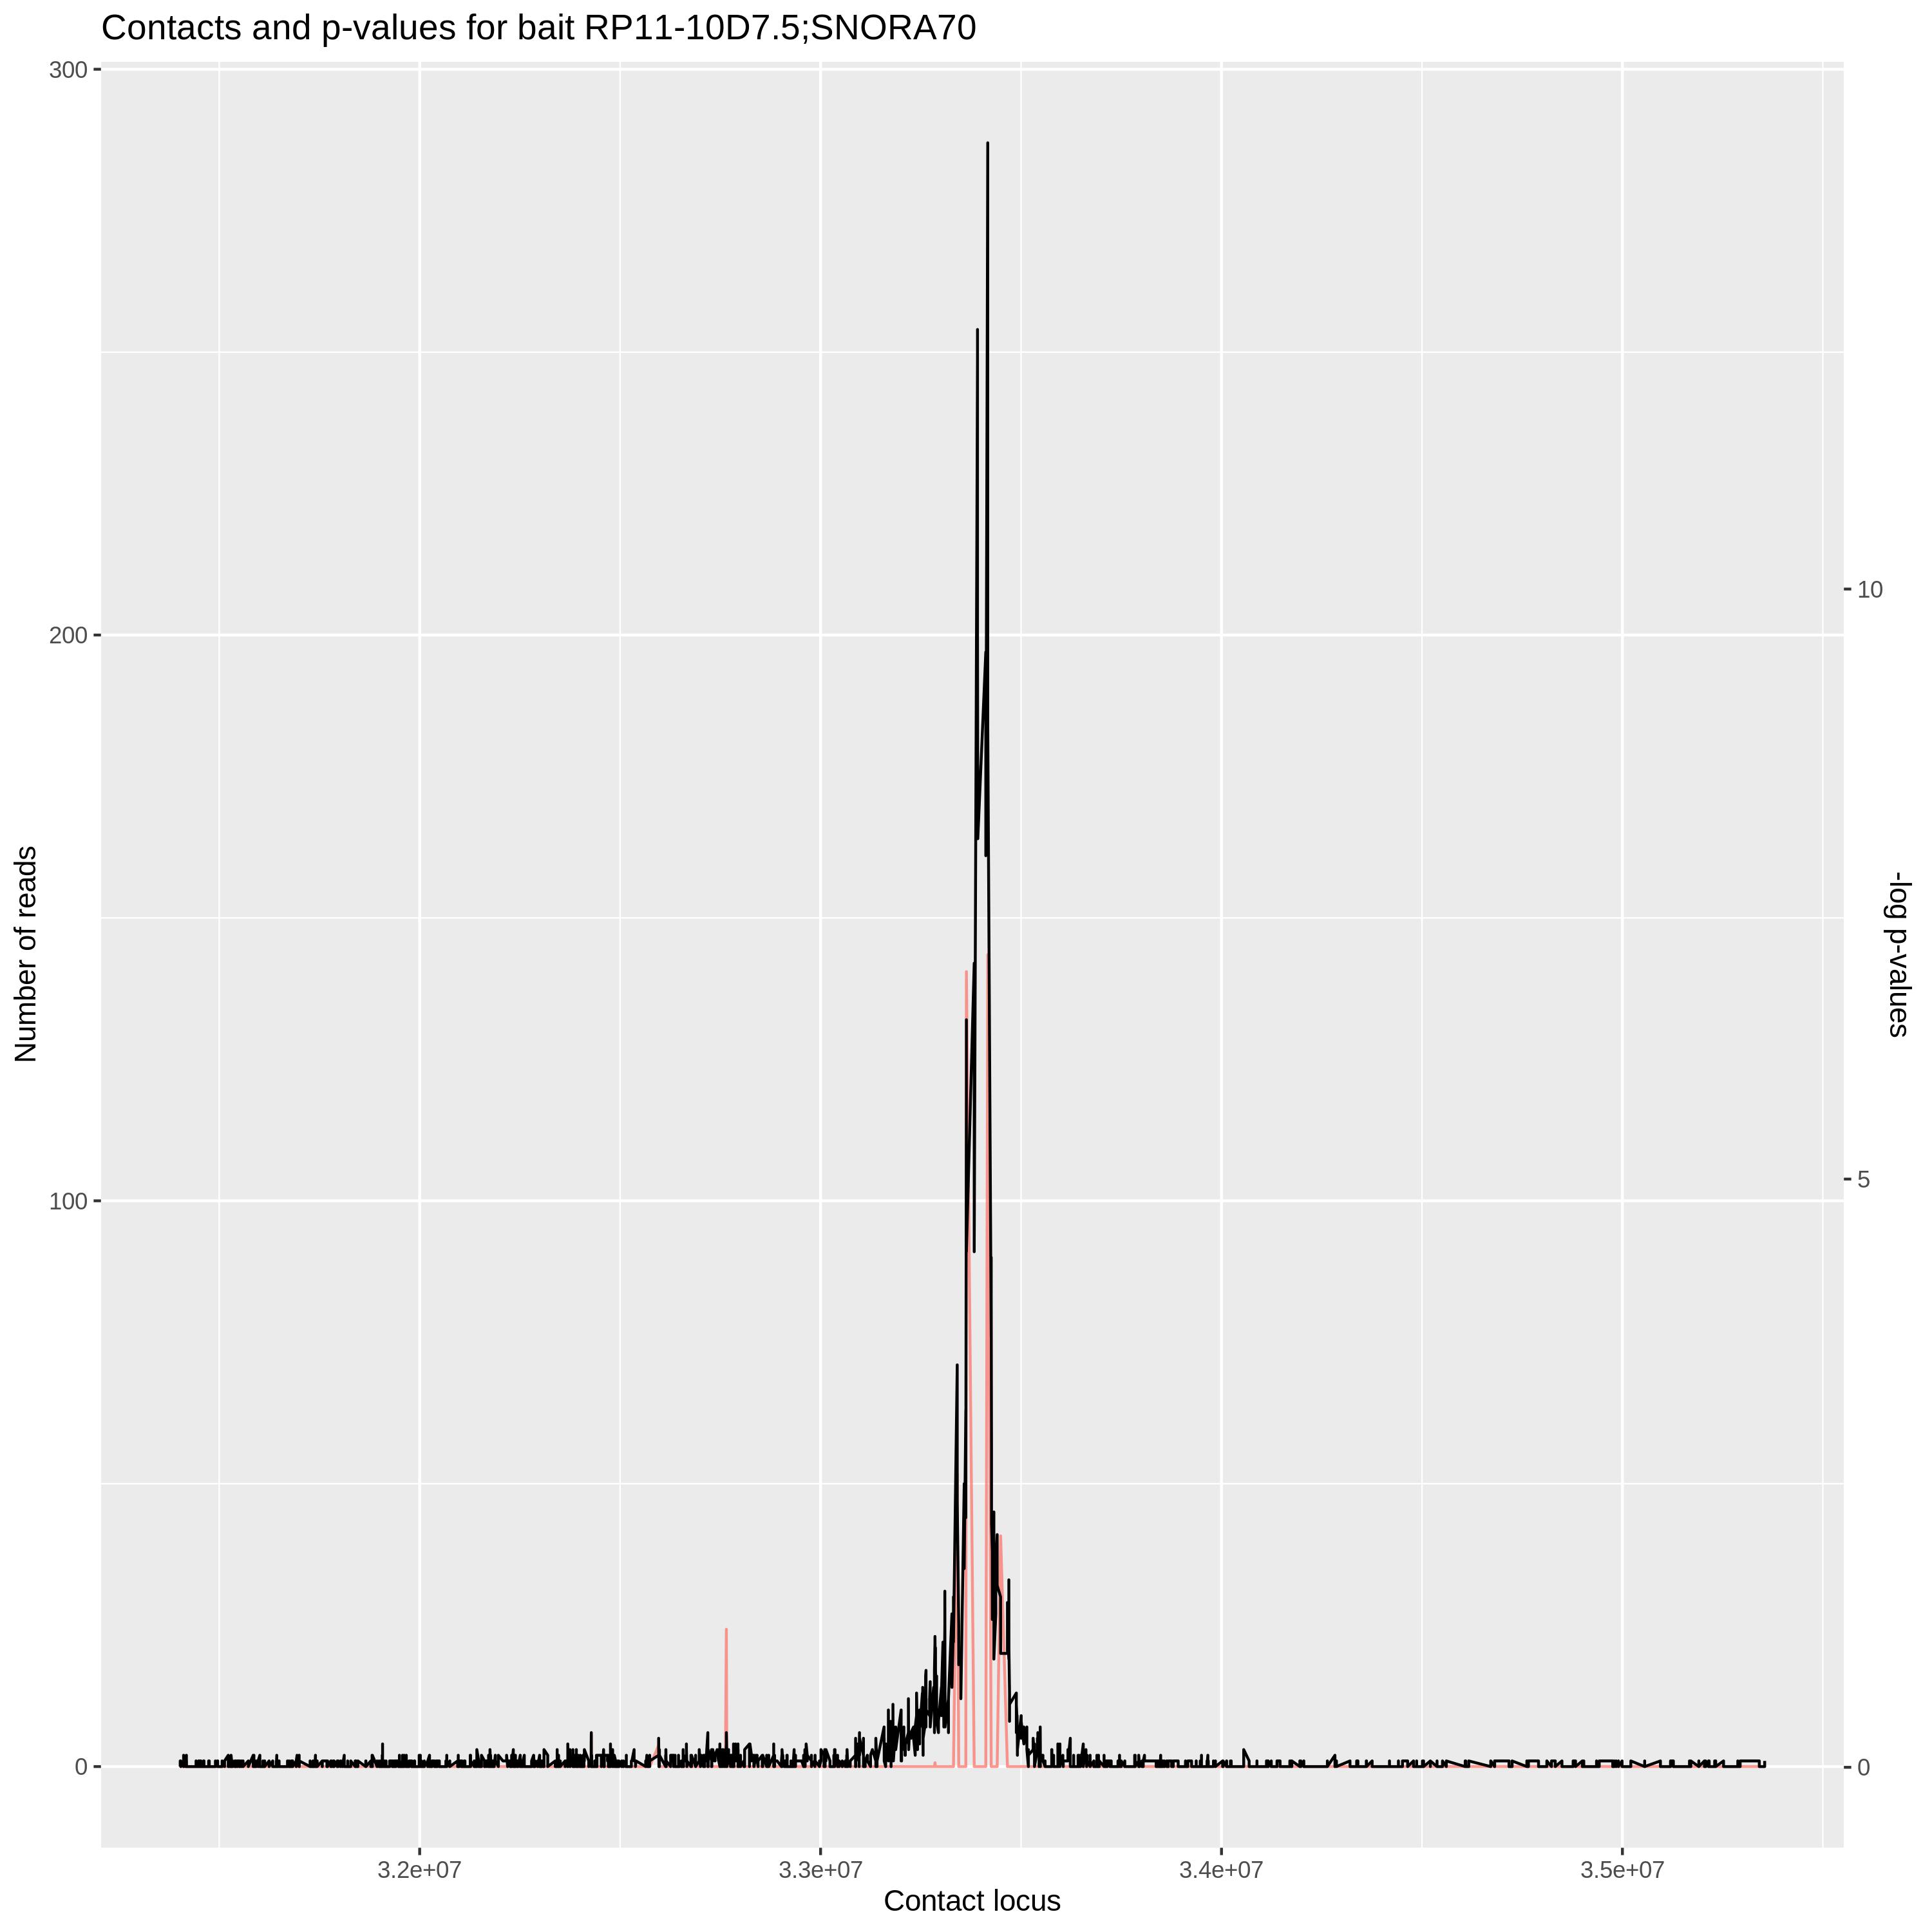 Contacts and p-values for bait RP11-10D7.5;SNORA70
300
200
100
0
Number of reads
10
5
0
-log p-values
3.2e+07
3.3e+07
3.4e+07
3.5e+07
Contact locus